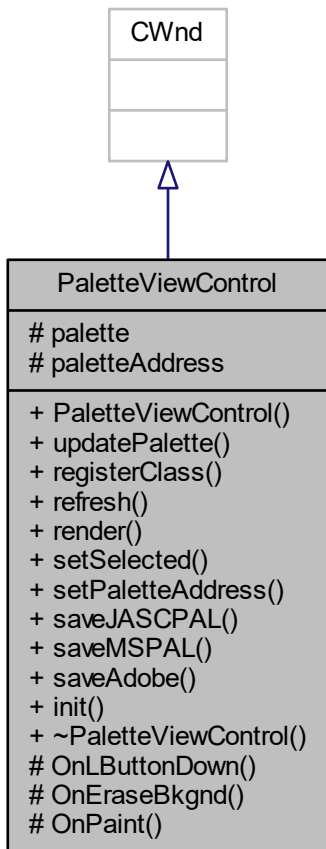 CWnd
PaletteViewControl
# palette
# paletteAddress
+ PaletteViewControl()
+ updatePalette()
+ registerClass()
+ refresh()
+ render()
+ setSelected()
+ setPaletteAddress()
+ saveJASCPAL()
+ saveMSPAL()
+ saveAdobe()
+ init()
+ ~PaletteViewControl()
# OnLButtonDown()
# OnEraseBkgnd()
# OnPaint()